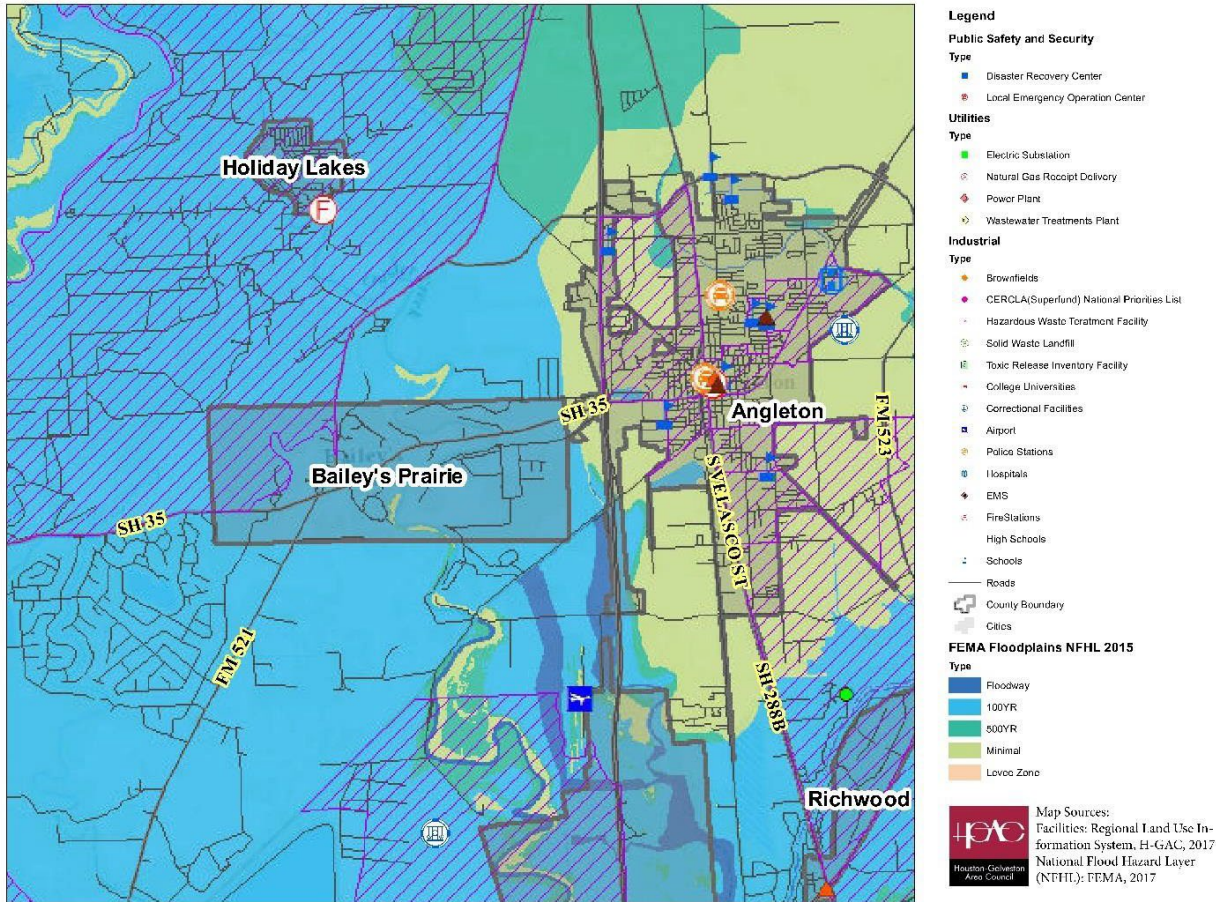 Holiday Lakes
F
SH 35
Angleton
FM 523
Bailey's Prairie
SH 35
S VELASCO ST
FM 521
SH 288B
Richwood
Legend
Public Safety and Security
Type
Disaster Recovery Center
Local Emergency Operation Center
Utilities
Type
Electric Substation
Natural Gas Receipt Delivery
Power Plant
Wastewater Treatments Plant
Industrial
Type
Brownfields
CERCLA(Superfund) National Priorities List
Hazardous Waste Teratment Facility
Solid Waste Landfill
Toxic Release Inventory Facility
College Universities
Correctional Facilities
Airport
Police Stations
Hospitals
EMS
FireStations
High Schools
Schools
Roads
County Boundary
Cities
FEMA Floodplains NFHL 2015
Type
Floodway
100YR
500YR
Minimal
Levee Zone
Houston-Galveston
Area Council
Map Sources:
Facilities: Regional Land Use In-
formation System, H-GAC, 2017
National Flood Hazard Layer
(NFHL): FEMA, 2017